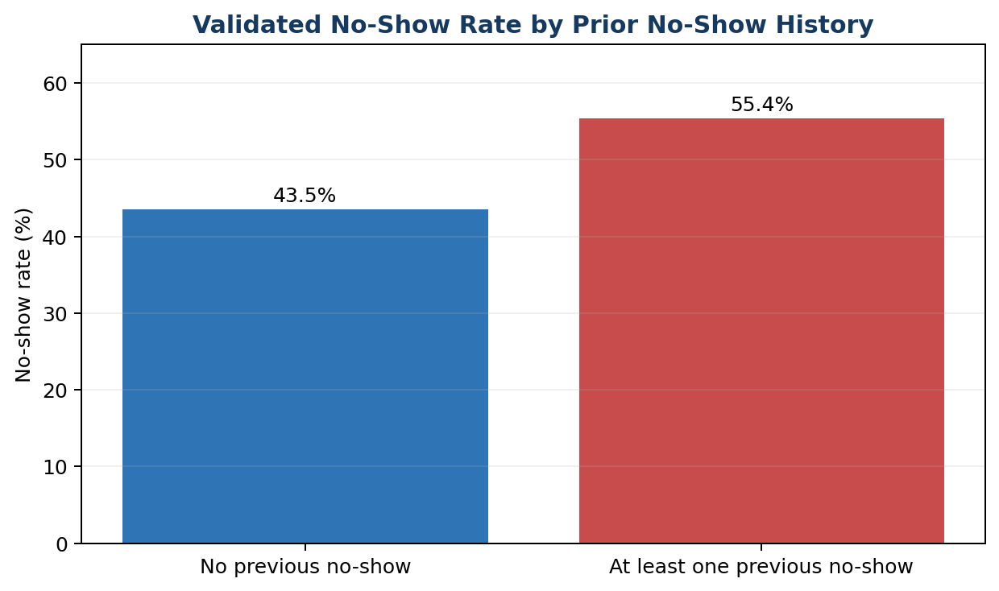 Validated No-Show Rate by Prior No-Show History
No-show rate (%)
60
50
40
30
20
10
0
43.5%
55.4%
No previous no-show
At least one previous no-show